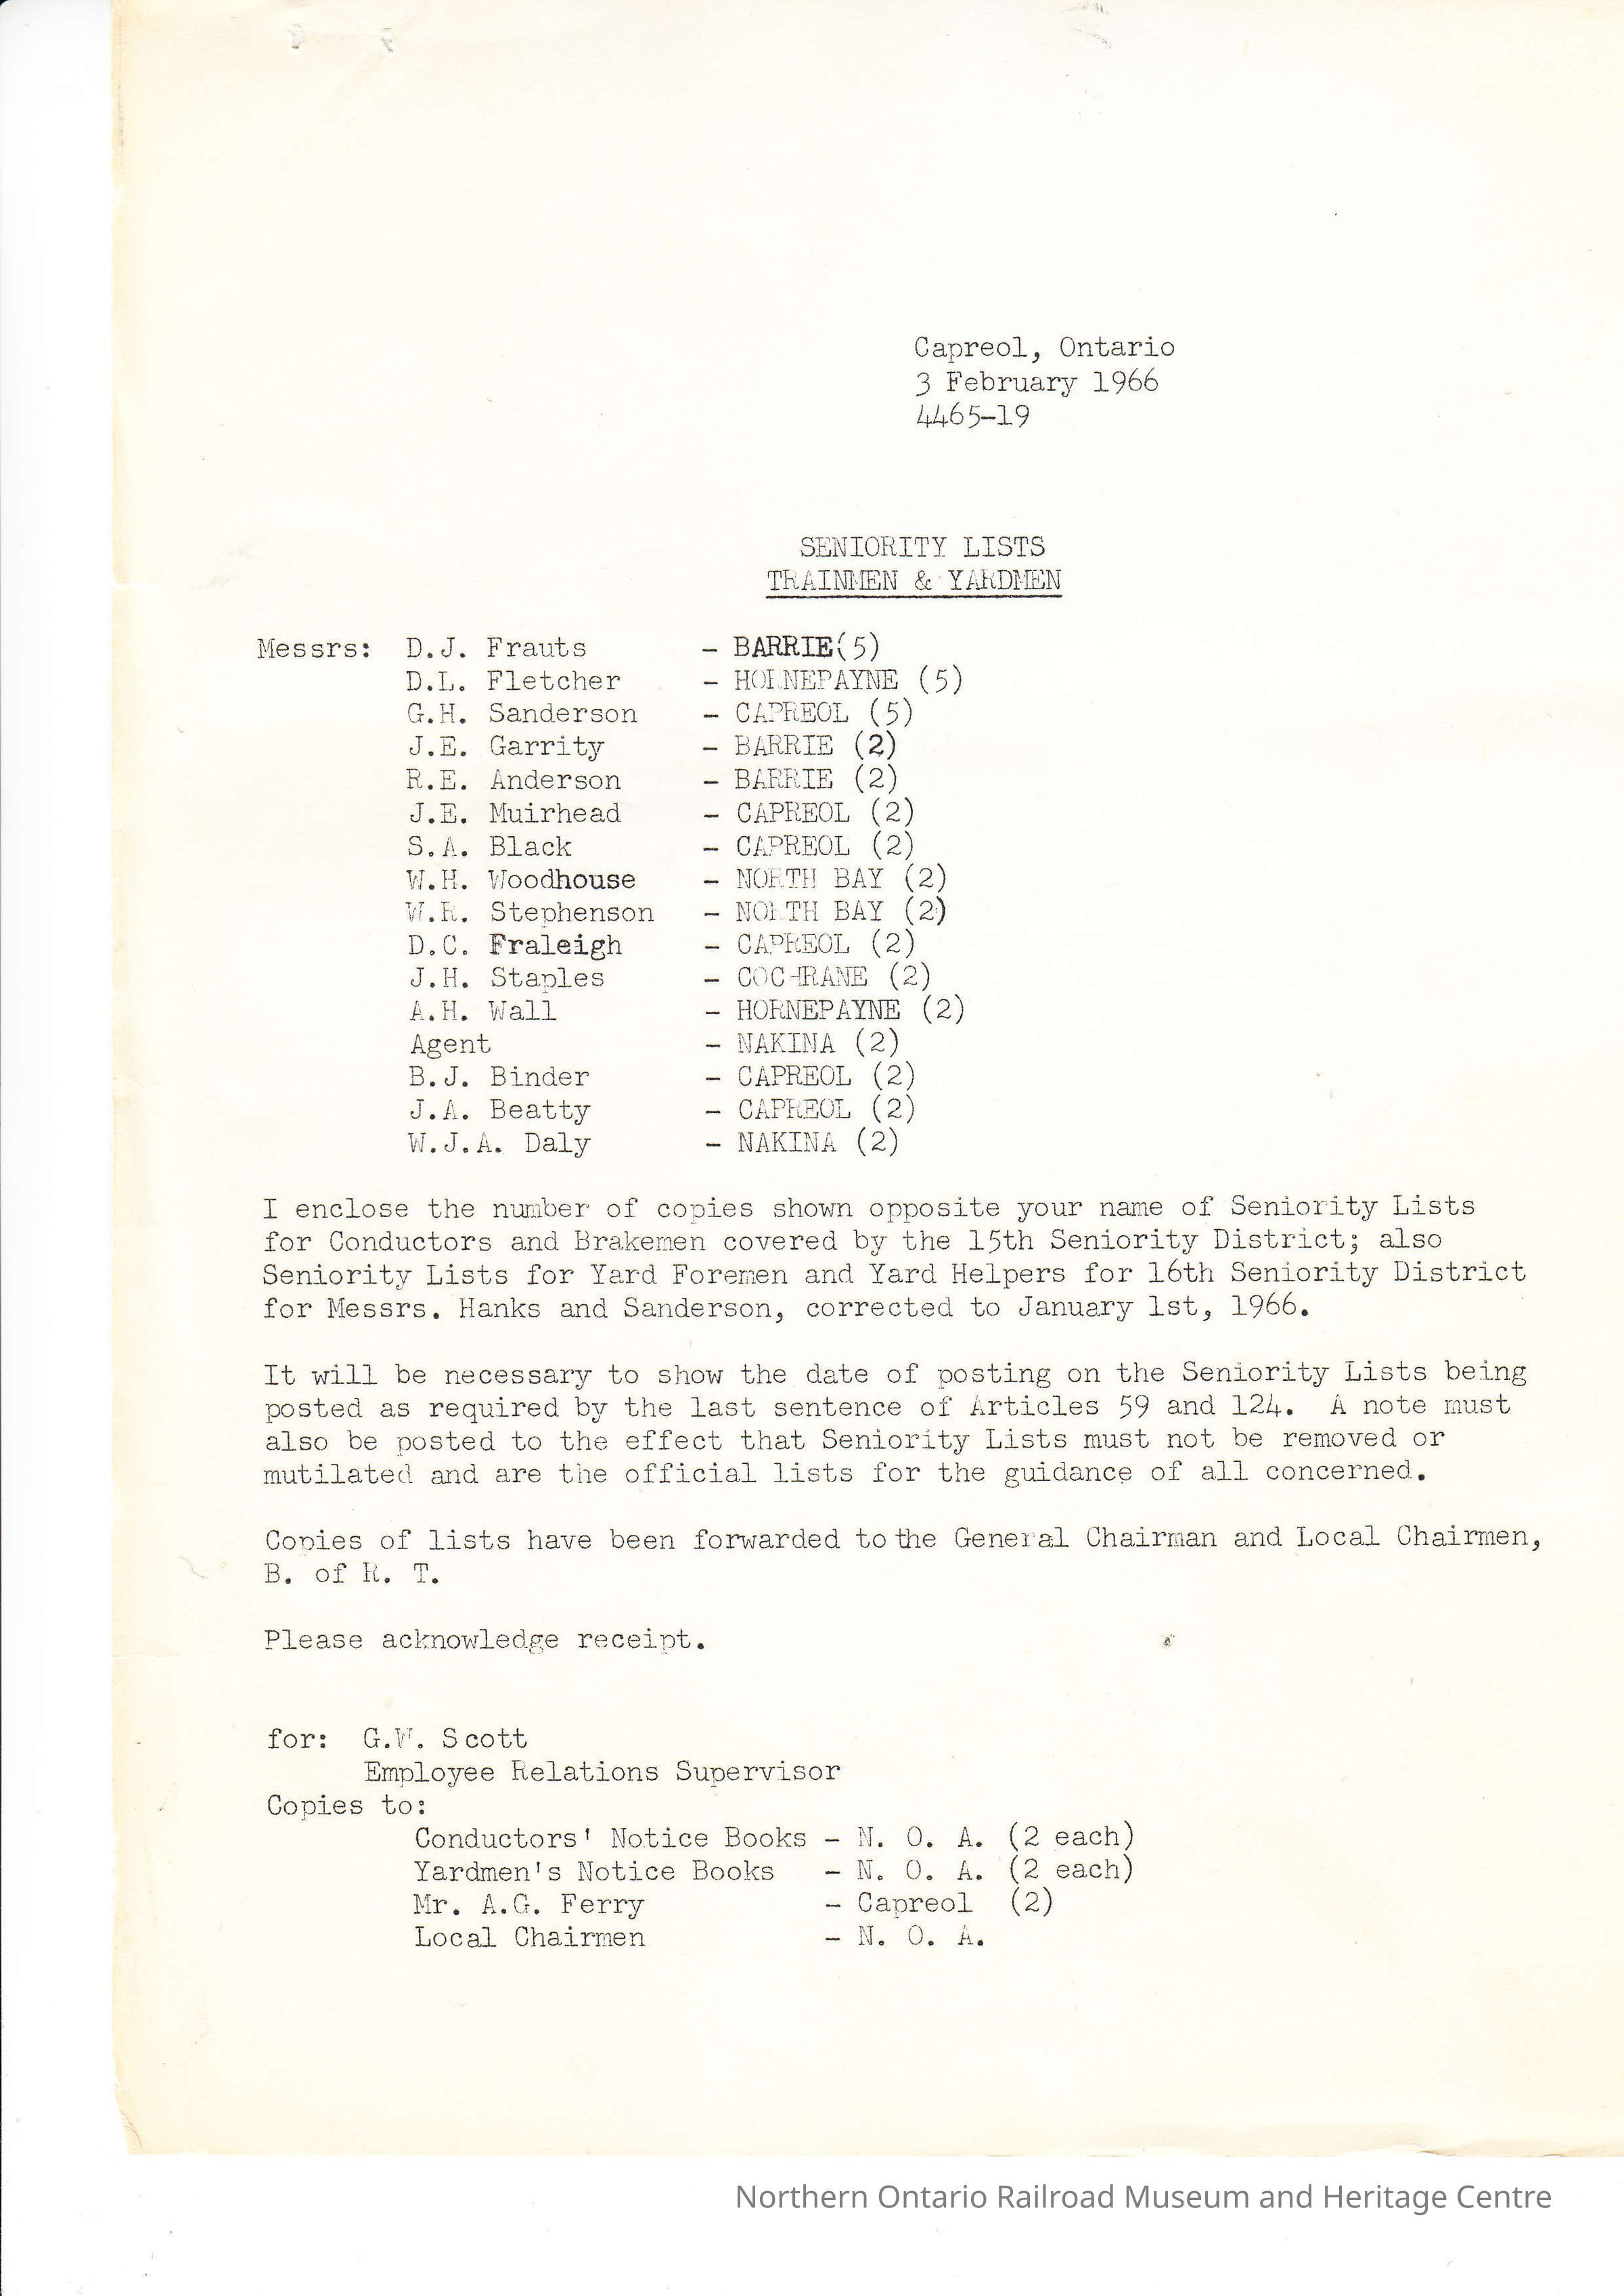 Capreol, Ontario
3 February 1966
4465-19
SENIORITY LISTS
TRAINMEN & YARDMEN
Messrs: D.J. Frauts - BARRIE(5)
D.L. Fletcher - HORNEPAYNE (5)
G.H. Sanderson - CAPREOL (5)
J.E. Garrity - BARRIE (2)
R.E. Anderson - BARRIE (2)
J.E. Muirhead - CAPREOL (2)
S.A. Black - CAPREOL (2)
W.H. Woodhouse - NORTH BAY (2)
W.R. Stephenson - NORTH BAY (2)
D.C. Fraleigh - CAPREOL (2)
J.H. Staples - COCHRANE (2)
A.H. Wall - HORNEPAYNE (2)
Agent - NAKINA (2)
B.J. Binder - CAPREOL (2)
J.A. Beatty - CAPREOL (2)
W.J.A. Daly - NAKINA (2)
I enclose the number of copies shown opposite your name of Seniority Lists
for Conductors and Brakemen covered by the 15th Seniority District; also
Seniority Lists for Yard Foremen and Yard Helpers for 16th Seniority District
for Messrs. Hanks and Sanderson, corrected to January 1st, 1966.
It will be necessary to show the date of posting on the Seniority Lists being
posted as required by the last sentence of Articles 59 and 124. A note must
also be posted to the effect that Seniority Lists must not be removed or
mutilated and are the official lists for the guidance of all concerned.
Copies of lists have been forwarded to the General Chairman and Local Chairmen,
B. of R. T.
Please acknowledge receipt.
for: G.W. Scott
Employee Relations Supervisor
Copies to:
Conductors' Notice Books - N. O. A. (2 each)
Yardmen's Notice Books - N. O. A. (2 each)
Mr. A.G. Ferry - Capreol (2)
Local Chairmen - N. O. A.
Northern Ontario Railroad Museum and Heritage Centre